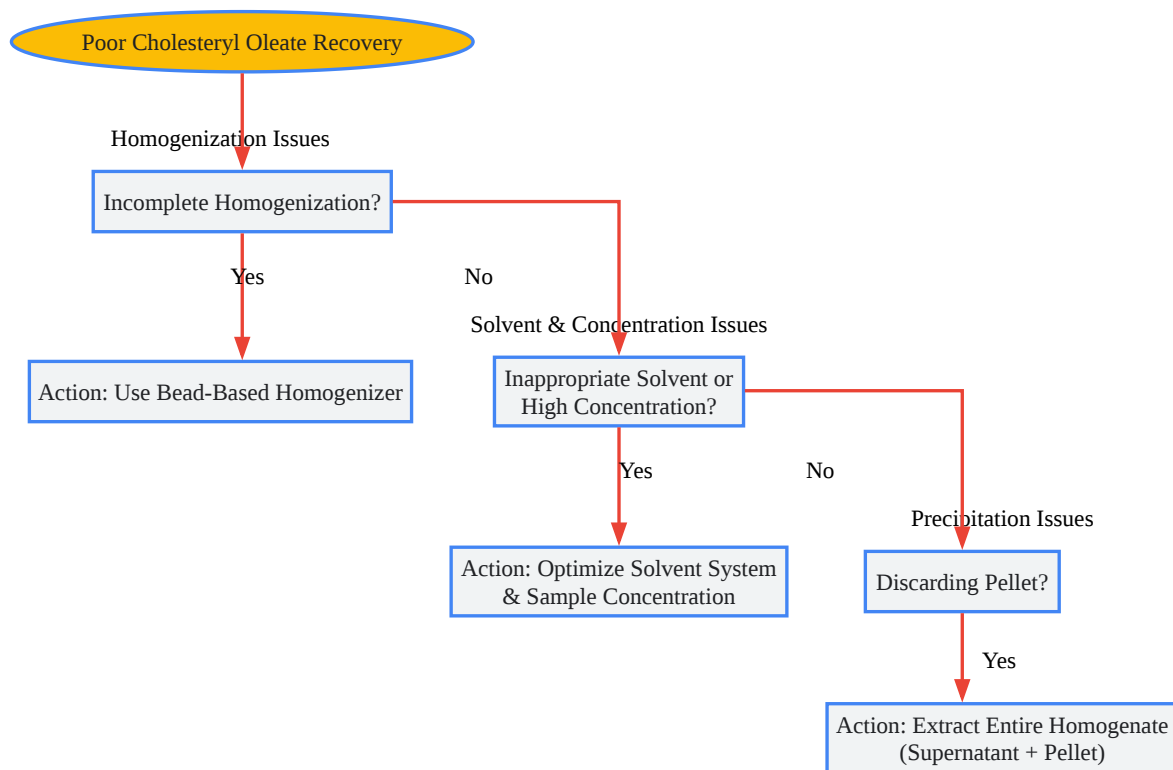 Poor Cholesteryl Oleate Recovery
Homogenization Issues
Incomplete Homogenization?
Yes
No
Solvent & Concentration Issues
Action: Use Bead-Based Homogenizer
Inappropriate Solvent or
High Concentration?
Yes
No
Precipitation Issues
Action: Optimize Solvent System
& Sample Concentration
Discarding Pellet?
Yes
Action: Extract Entire Homogenate
(Supernatant + Pellet)